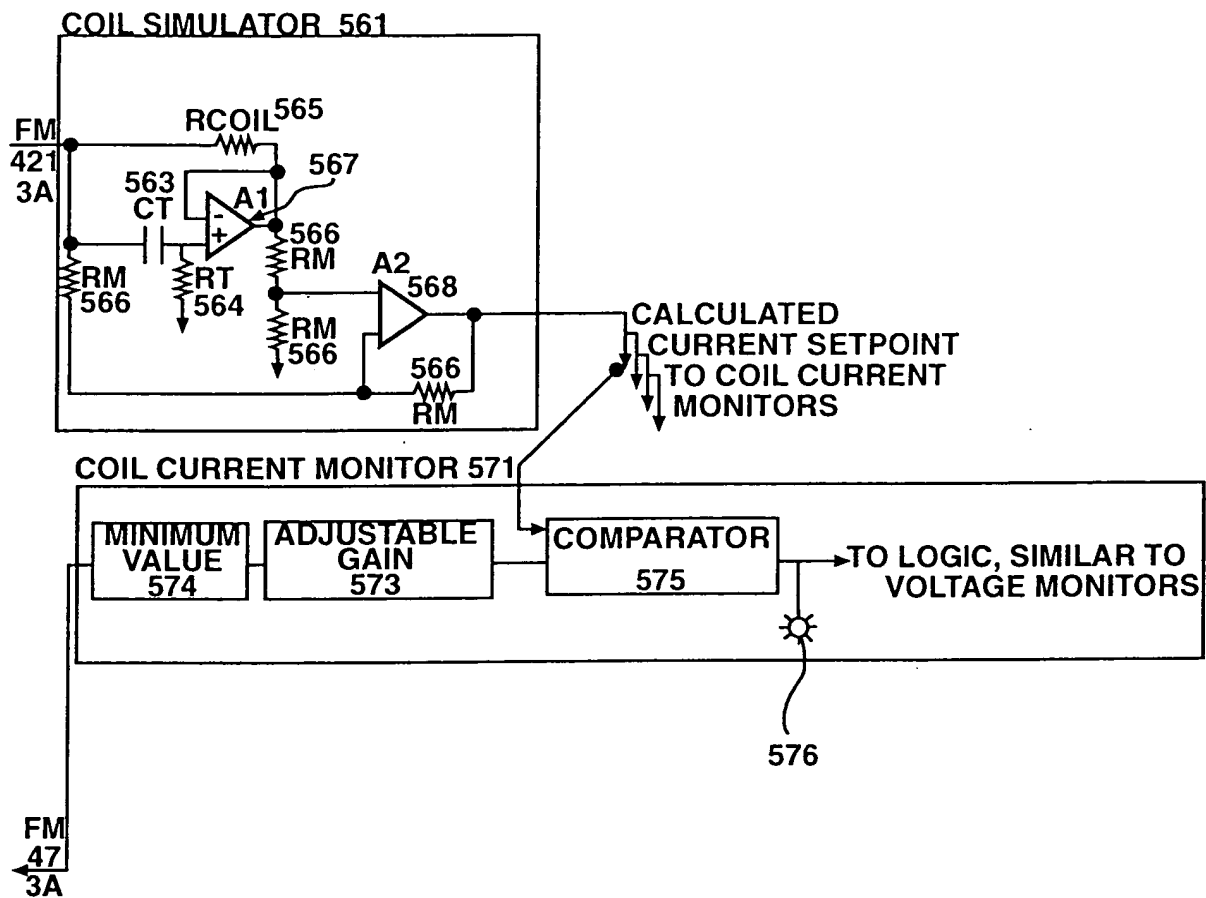 COIL SIMULATOR 561
RCOIL 565
FM
421
3A
563
CT
A1
567
-
+
566
RM
RM
566
RT
564
A2
568
RM
566
566
RM
CALCULATED
CURRENT SETPOINT
TO COIL CURRENT
MONITORS
COIL CURRENT MONITOR 571
MINIMUM
VALUE
574
ADJUSTABLE
GAIN
573
COMPARATOR
575
TO LOGIC, SIMILAR TO
VOLTAGE MONITORS
576
FM
47
3A